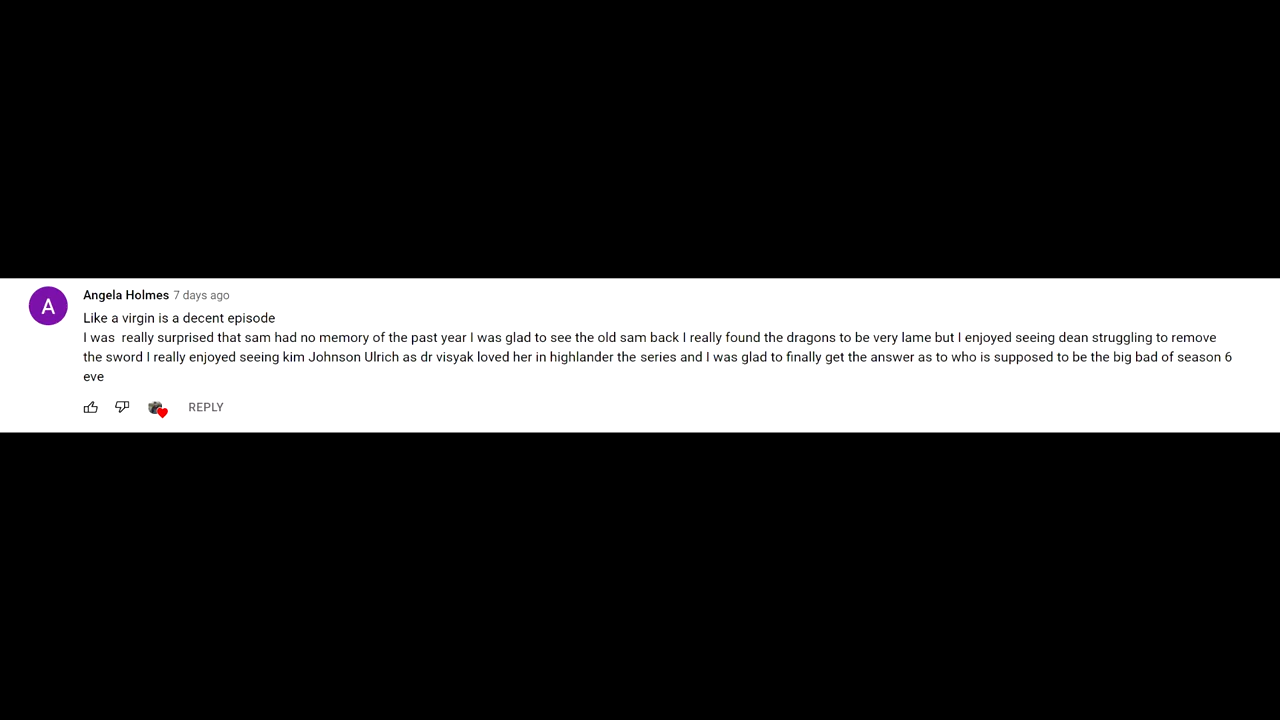 A
Angela Holmes 7 days ago
Like a virgin is a decent episode
I was  really surprised that sam had no memory of the past year I was glad to see the old sam back I really found the dragons to be very lame but I enjoyed seeing dean struggling to remove
the sword I really enjoyed seeing kim Johnson Ulrich as dr visyak loved her in highlander the series and I was glad to finally get the answer as to who is supposed to be the big bad of season 6
eve
REPLY